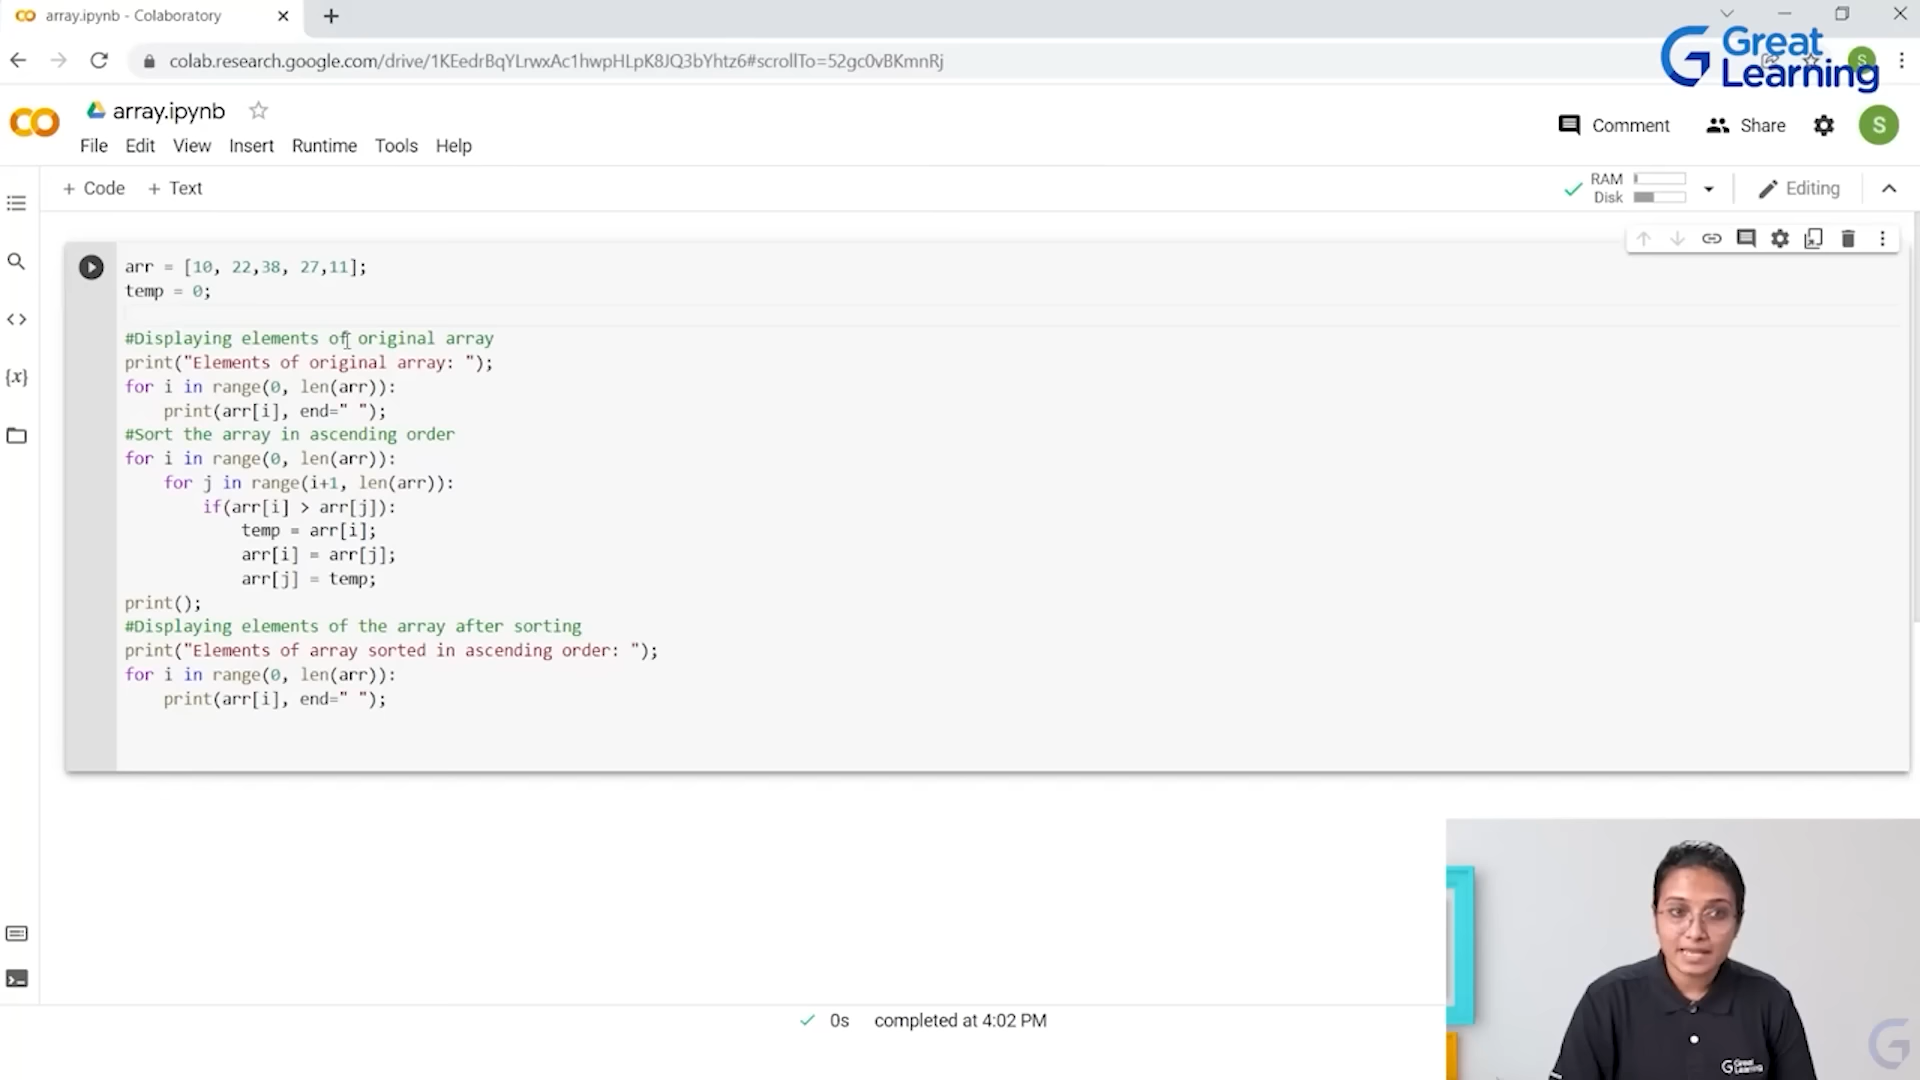 array.ipynb - Colaboratory
colab.research.google.com/drive/1KEedrBqYLrwxAc1hwpHLpK8JQ3bYhtz6#scrollTo=52gc0vBKmnRj
Great
Learning
S
CO
array.ipynb
Comment
Share
S
File Edit View Insert Runtime Tools Help
+ Code + Text
RAM
Disk
Editing
arr = [10, 22,38, 27,11];
temp = 0;
#Displaying elements of original array
print("Elements of original array: ");
for i in range(0, len(arr)):
    print(arr[i], end=" ");
#Sort the array in ascending order
for i in range(0, len(arr)):
    for j in range(i+1, len(arr)):
        if(arr[i] > arr[j]):
            temp = arr[i];
            arr[i] = arr[j];
            arr[j] = temp;
print();
#Displaying elements of the array after sorting
print("Elements of array sorted in ascending order: ");
for i in range(0, len(arr)):
    print(arr[i], end=" ");
0s completed at 4:02 PM
Great
Learning